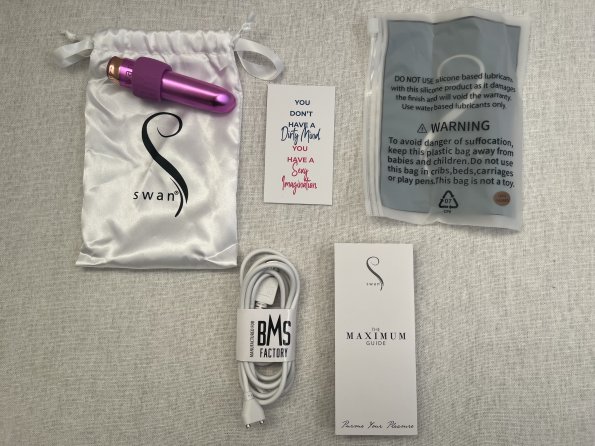 swan®
YOU
DON'T
HAVE A
Dirty Mind
YOU
HAVE A
Sexy
Imagination
DO NOT USE silicone based lubricants
with this silicone product as it damages
the finish and will void the warranty.
Use water based lubricants only.
⚠ WARNING
To avoid danger of suffocation,
keep this plastic bag away from
babies and children. Do not use
this bag in cribs,beds,carriages
or play pens.This bag is not a toy.
07
CPE
MANUFACTURED FOR
BMS
FACTORY
swan
THE
MAXIMUM
GUIDE
Pursue Your Pleasure